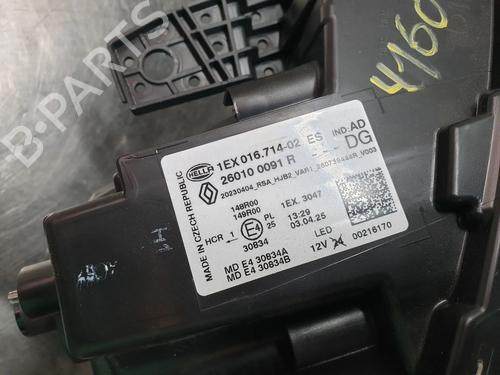 B-PARTS
4160
HELLA
1EX 016.714-02 ES IND:AD
26010 0091 R DG
MADE IN CZECH REPUBLIC
148R00
149R00
1EX. 3047
HCR 1 E4 PL 25 13:29
03.04.25
30834 LED
MD E4 30834A 12V 00216170
MD E4 30834B